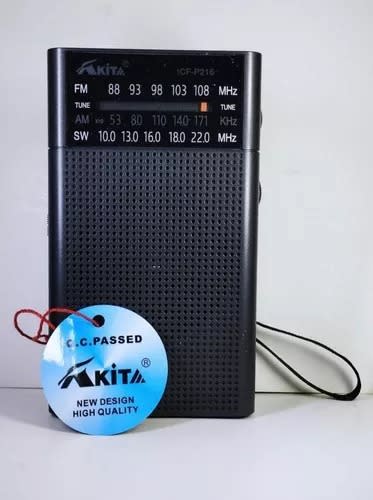 AKITA ICF-P216
FM 88 93 98 103 108 MHz
TUNE TUNE
AM x10 53 80 110 140 171 KHz
SW 10.0 13.0 16.0 18.0 22.0 MHz
Q.C.PASSED
AKITA ®
NEW DESIGN
HIGH QUALITY